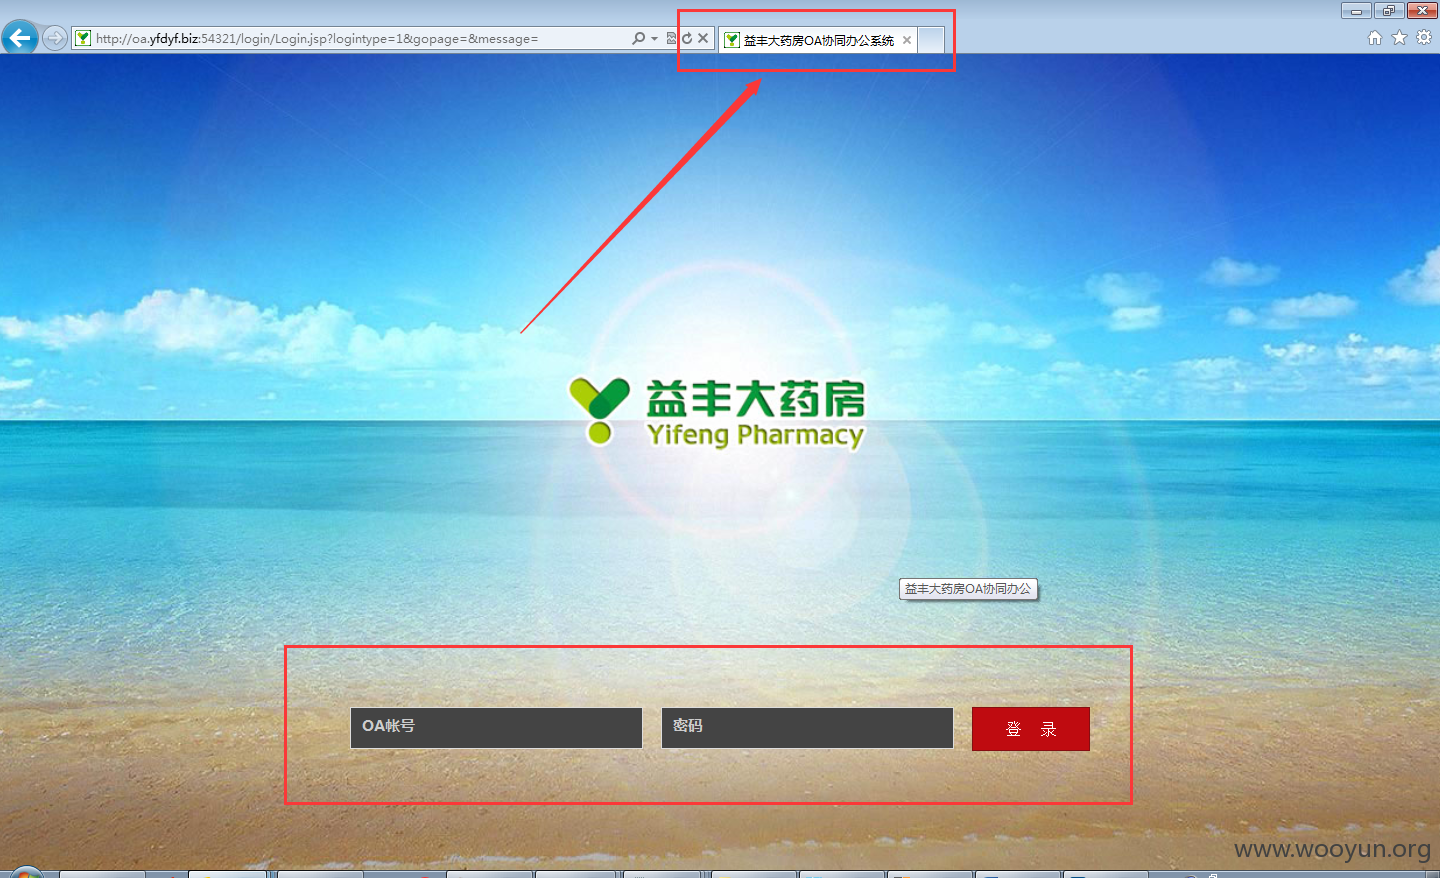 http://oa.yfdyf.biz:54321/login/Login.jsp?logintype=1&gopage=&message=
益丰大药房OA协同办公系统
益丰大药房
Yifeng Pharmacy
益丰大药房OA协同办公
OA帐号
密码
登 录
www.wooyun.org